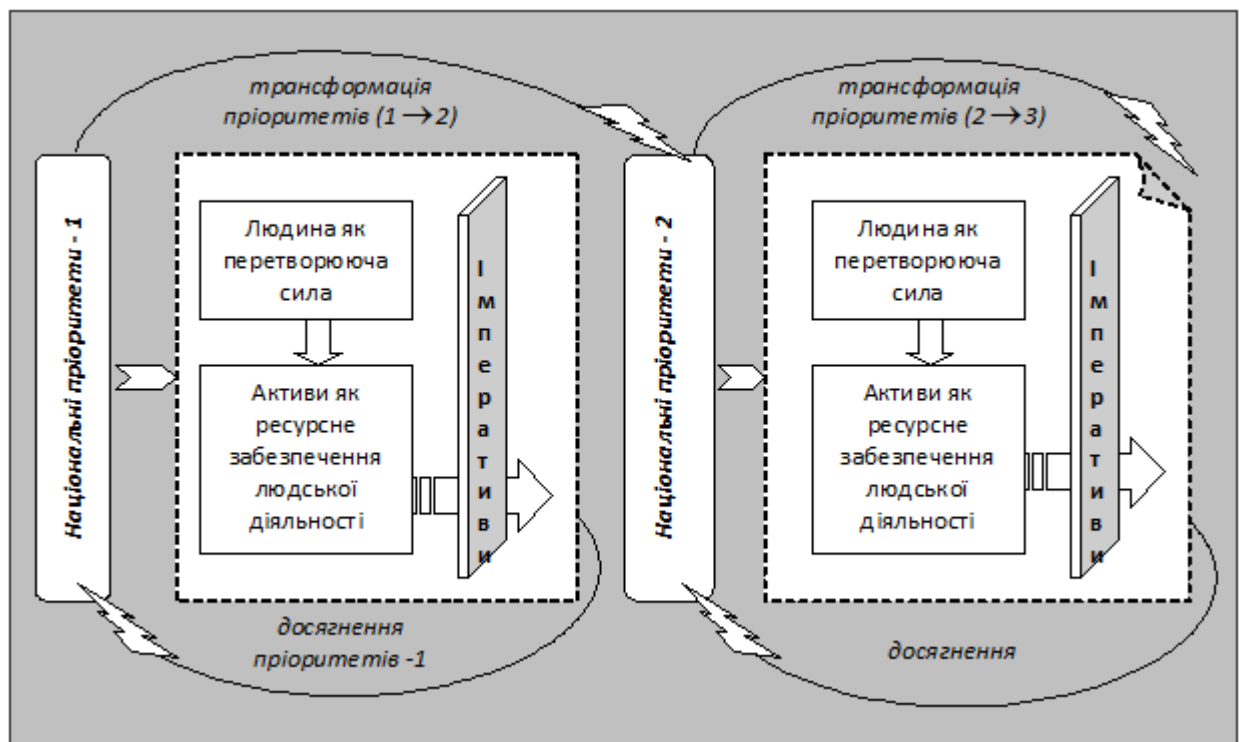 трансформація
пріоритетів (1 → 2)
трансформація
пріоритетів (2 → 3)
Національні пріоритети - 1
Людина як
перетворююча
сила
Активи як
ресурсне
забезпечення
людської
діяльності
Імперативи
досягнення
пріоритетів -1
Національні пріоритети - 2
Людина як
перетворююча
сила
Активи як
ресурсне
забезпечення
людської
діяльності
Імперативи
досягнення